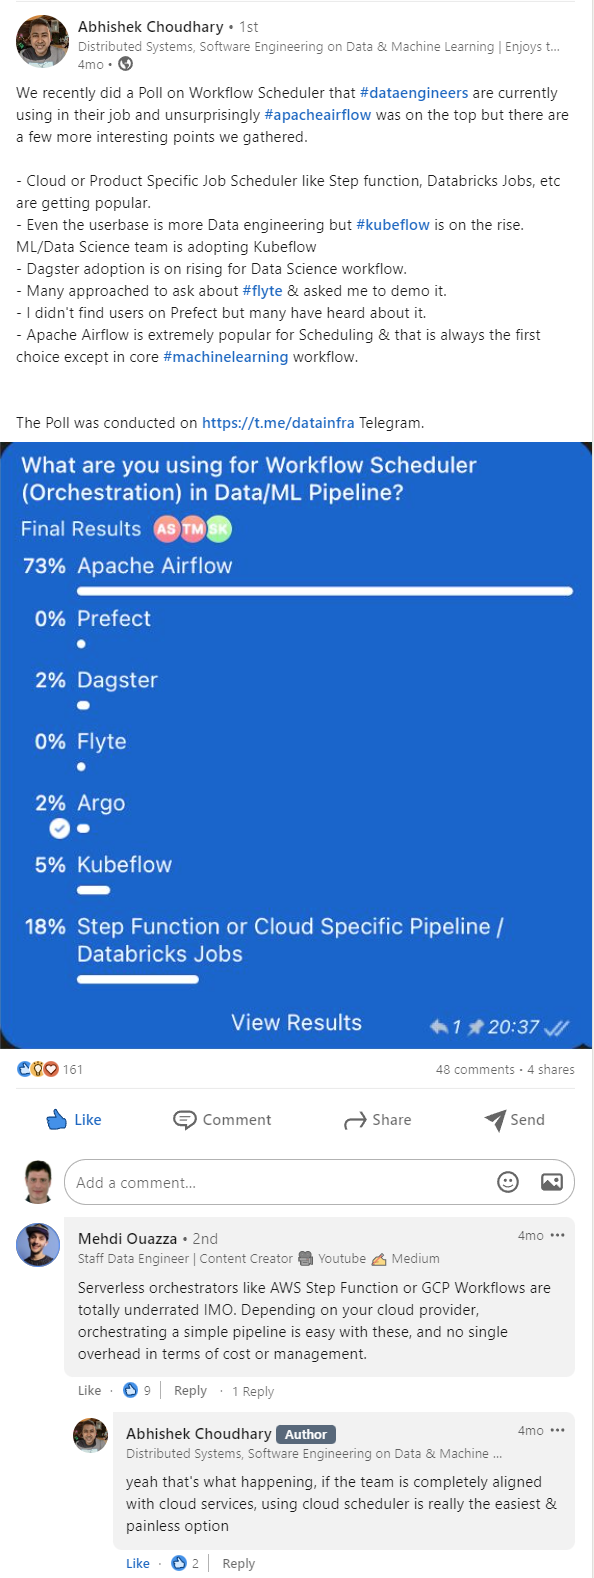 Abhishek Choudhary • 1st
Distributed Systems, Software Engineering on Data & Machine Learning | Enjoys t...
4mo •
We recently did a Poll on Workflow Scheduler that #dataengineers are currently
using in their job and unsurprisingly #apacheairflow was on the top but there are
a few more interesting points we gathered.
- Cloud or Product Specific Job Scheduler like Step function, Databricks Jobs, etc
are getting popular.
- Even the userbase is more Data engineering but #kubeflow is on the rise.
ML/Data Science team is adopting Kubeflow
- Dagster adoption is on rising for Data Science workflow.
- Many approached to ask about #flyte & asked me to demo it.
- I didn't find users on Prefect but many have heard about it.
- Apache Airflow is extremely popular for Scheduling & that is always the first
choice except in core #machinelearning workflow.
The Poll was conducted on https://t.me/datainfra Telegram.
What are you using for Workflow Scheduler
(Orchestration) in Data/ML Pipeline?
Final Results AS TM SK
73% Apache Airflow
0% Prefect
2% Dagster
0% Flyte
2% Argo
5% Kubeflow
18% Step Function or Cloud Specific Pipeline /
Databricks Jobs
View Results
1 20:37
161
48 comments • 4 shares
Like Comment Share Send
Add a comment...
Mehdi Ouazza • 2nd
4mo
Staff Data Engineer | Content Creator Youtube Medium
Serverless orchestrators like AWS Step Function or GCP Workflows are
totally underrated IMO. Depending on your cloud provider,
orchestrating a simple pipeline is easy with these, and no single
overhead in terms of cost or management.
Like · 9 | Reply · 1 Reply
Abhishek Choudhary Author
4mo
Distributed Systems, Software Engineering on Data & Machine ...
yeah that's what happening, if the team is completely aligned
with cloud services, using cloud scheduler is really the easiest &
painless option
Like · 2 | Reply